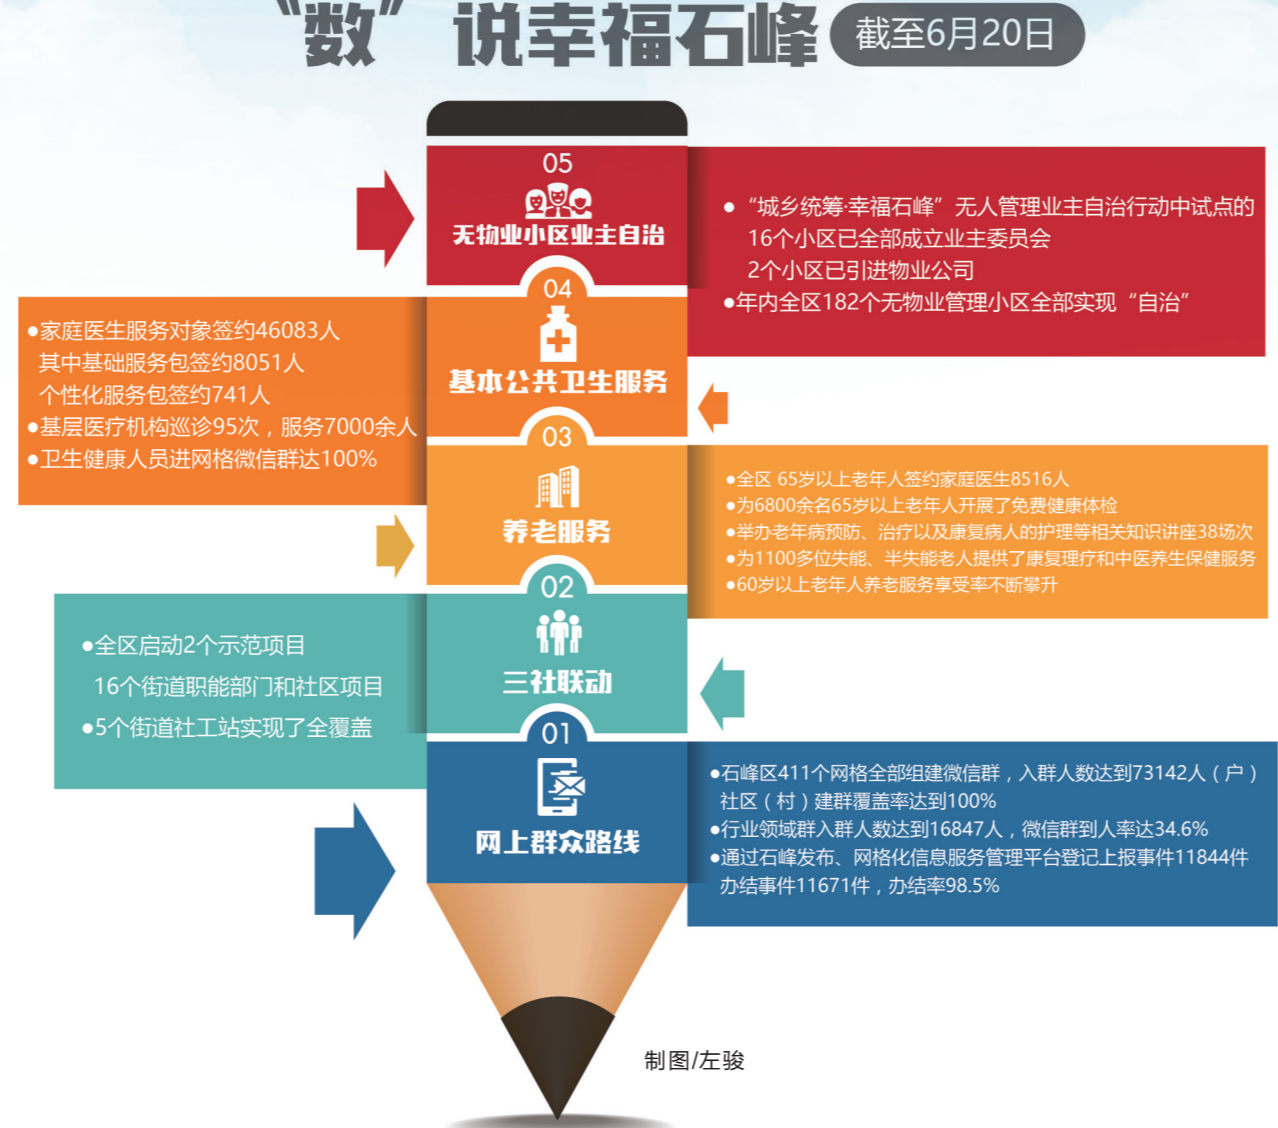 “数”说幸福石峰 截至6月20日
05
无物业小区业主自治
●“城乡统筹·幸福石峰”无人管理业主自治行动中试点的
16个小区已全部成立业主委员会
2个小区已引进物业公司
●年内全区182个无物业管理小区全部实现“自治”
04
基本公共卫生服务
●家庭医生服务对象签约46083人
其中基础服务包签约8051人
个性化服务包签约741人
●基层医疗机构巡诊95次，服务7000余人
●卫生健康人员进网格微信群达100%
03
养老服务
●全区 65岁以上老年人签约家庭医生8516人
●为6800余名65岁以上老年人开展了免费健康体检
●举办老年病预防、治疗以及康复病人的护理等相关知识讲座38场次
●为1100多位失能、半失能老人提供了康复理疗和中医养生保健服务
●60岁以上老年人养老服务享受率不断攀升
02
三社联动
●全区启动2个示范项目
16个街道职能部门和社区项目
●5个街道社工站实现了全覆盖
01
网上群众路线
●石峰区411个网格全部组建微信群，入群人数达到73142人（户）
社区（村）建群覆盖率达到100%
●行业领域群入群人数达到16847人，微信群到人率达34.6%
●通过石峰发布、网格化信息服务管理平台登记上报事件11844件
办结事件11671件，办结率98.5%
制图/左骏